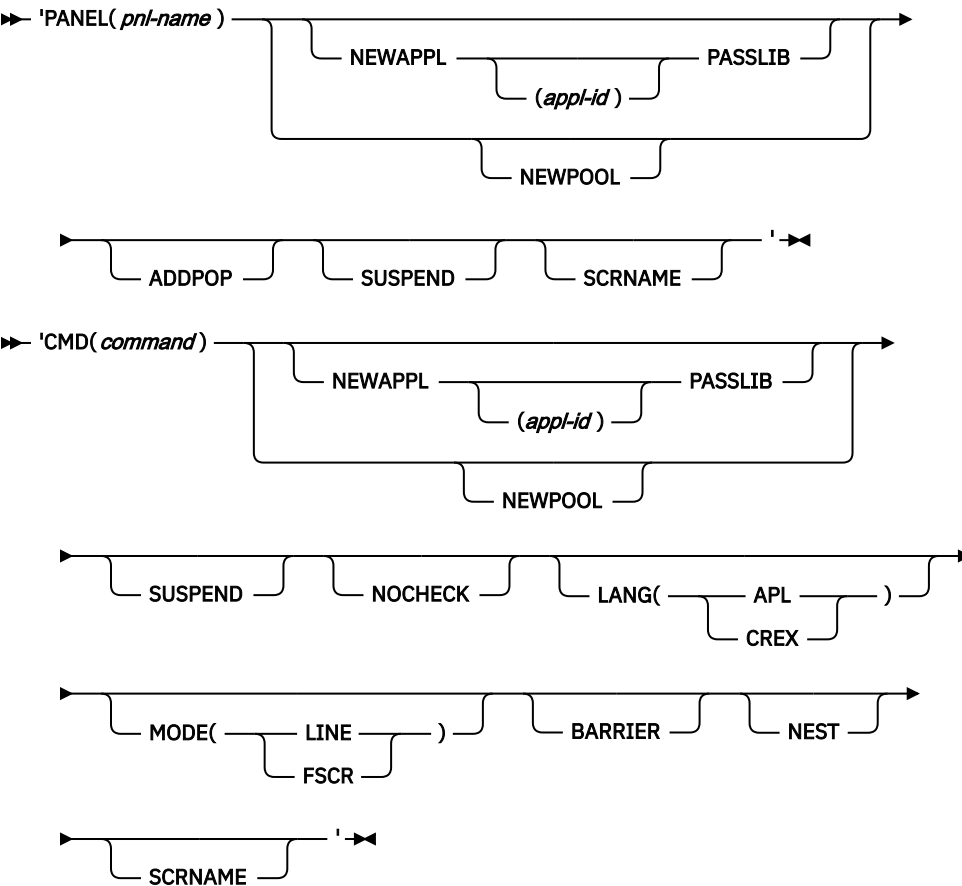 'PANEL( pnl-name )
NEWAPPL PASSLIB
(appl-id )
NEWPOOL
ADDPOP SUSPEND SCRNAME '
'CMD( command )
NEWAPPL PASSLIB
(appl-id )
NEWPOOL
SUSPEND NOCHECK LANG( APL )
CREX
MODE( LINE ) BARRIER NEST
FSCR
'
SCRNAME